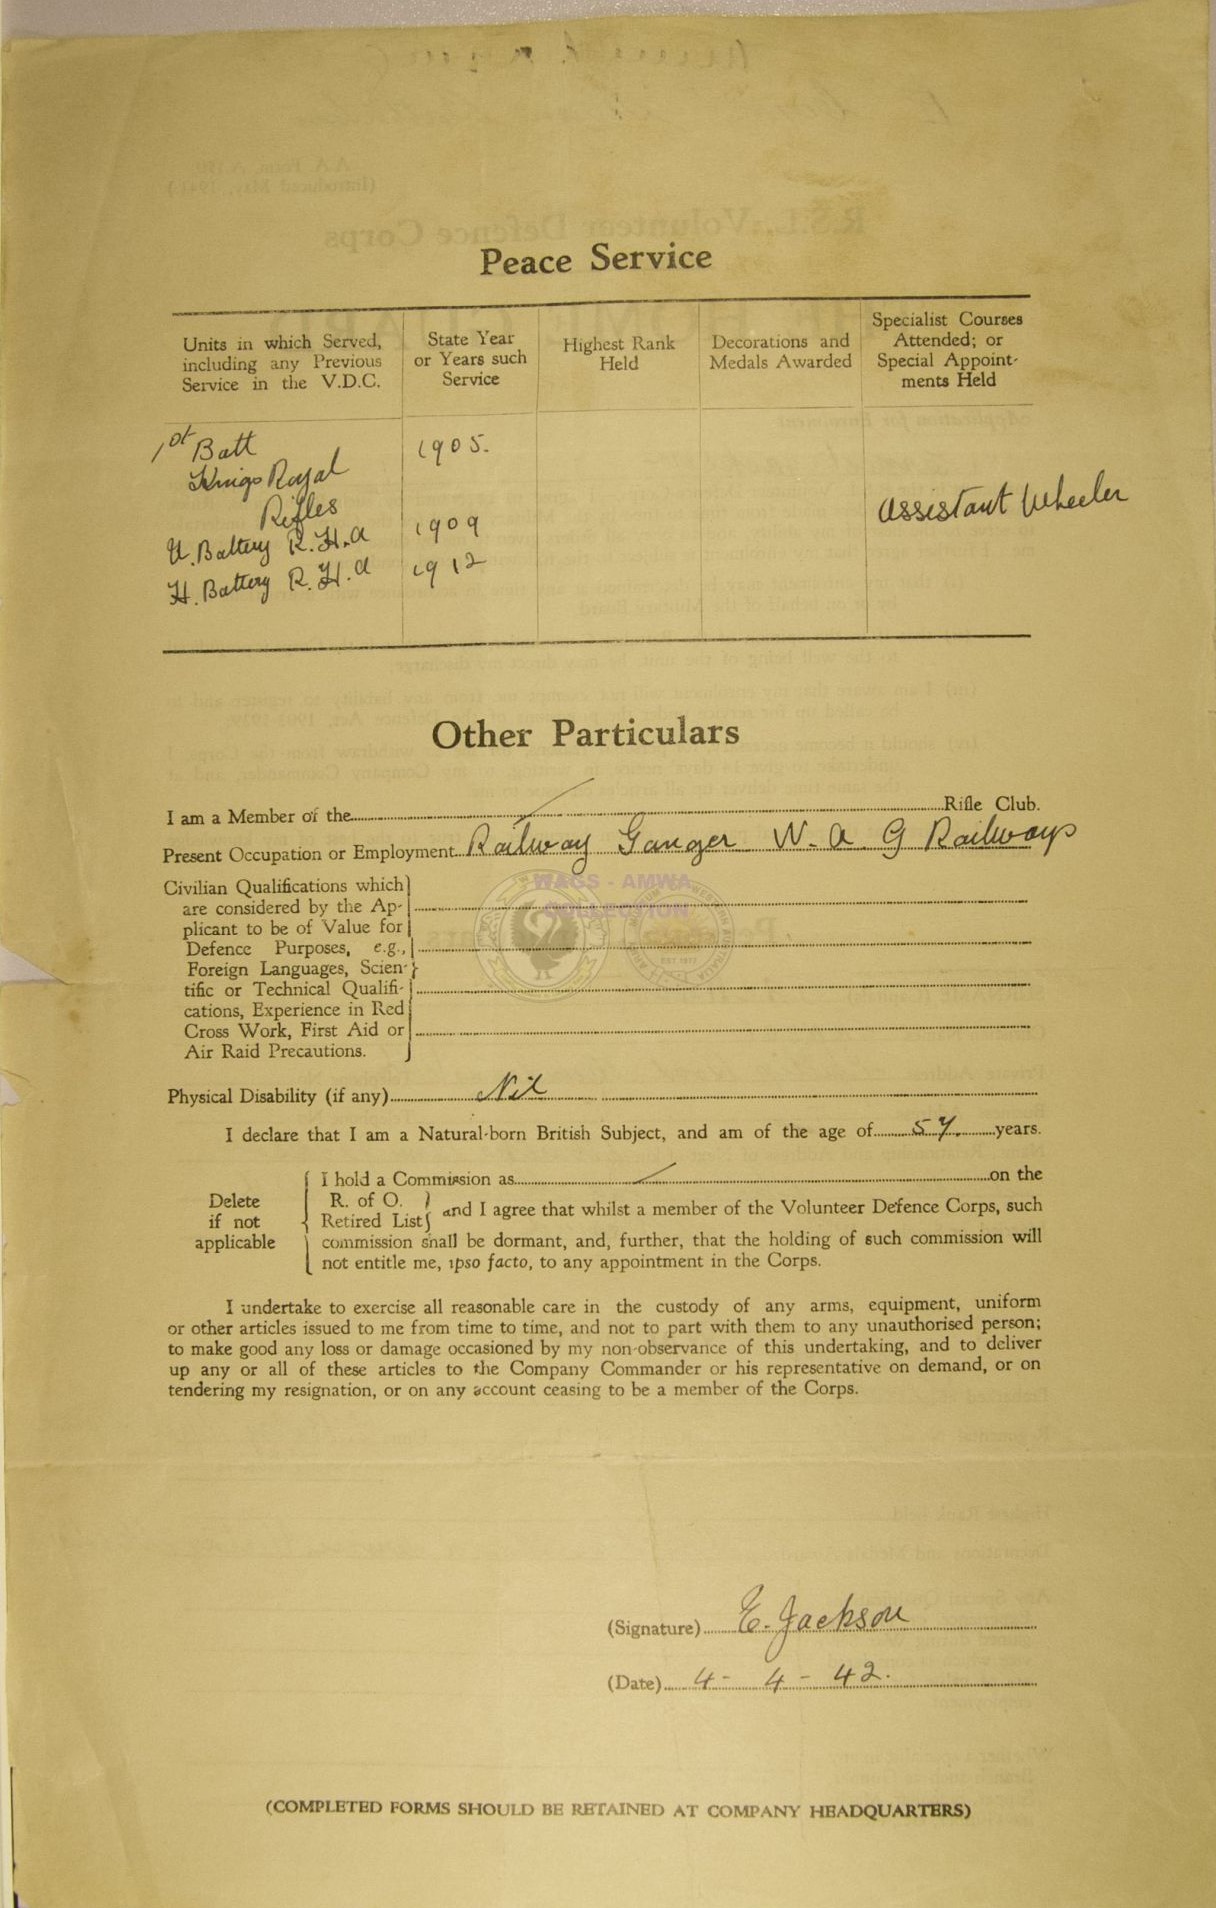 Peace Service
Units in which Served, including any Previous Service in the V.D.C.
State Year or Years such Service
Highest Rank Held
Decorations and Medals Awarded
Specialist Courses Attended; or Special Appoint-ments Held
1st Batt 1905.
Kings Royal
Rifles
Assistant Wheeler
U. Battery R.H.A 1909
H. Battery R.H.A 1912
Other Particulars
I am a Member of the Rifle Club.
Present Occupation or Employment Railway Ganger W. A G Railways
WAGS - AMWA
COLLECTION
Civilian Qualifications which
are considered by the Ap-
plicant to be of Value for
Defence Purposes, e.g.,
Foreign Languages, Scien-
tific or Technical Qualifi-
cations, Experience in Red
Cross Work, First Aid or
Air Raid Precautions.
Physical Disability (if any) Nil
I declare that I am a Natural-born British Subject, and am of the age of 57. years.
Delete
if not
applicable
I hold a Commission as on the
R. of O.
Retired List
and I agree that whilst a member of the Volunteer Defence Corps, such
commission shall be dormant, and, further, that the holding of such commission will
not entitle me, ipso facto, to any appointment in the Corps.
I undertake to exercise all reasonable care in the custody of any arms, equipment, uniform
or other articles issued to me from time to time, and not to part with them to any unauthorised person;
to make good any loss or damage occasioned by my non-observance of this undertaking, and to deliver
up any or all of these articles to the Company Commander or his representative on demand, or on
tendering my resignation, or on any account ceasing to be a member of the Corps.
(Signature) E. Jackson
(Date) 4 - 4 - 42.
(COMPLETED FORMS SHOULD BE RETAINED AT COMPANY HEADQUARTERS)